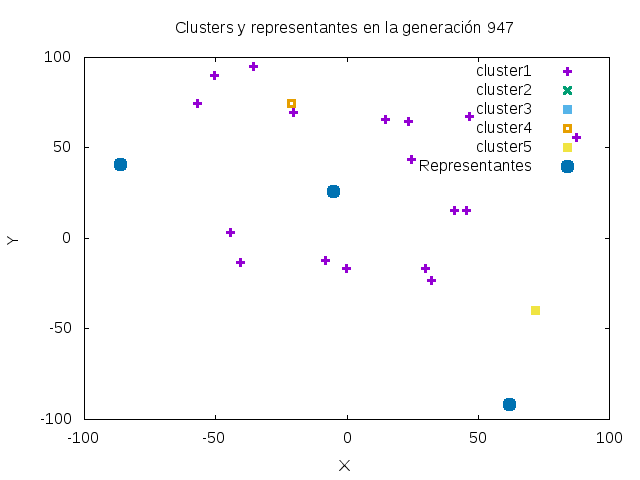 Clusters y representantes en la generación 947
100
50
0
-50
-100
-100
-50
0
50
100
Y
X
cluster1
cluster2
cluster3
cluster4
cluster5
Representantes